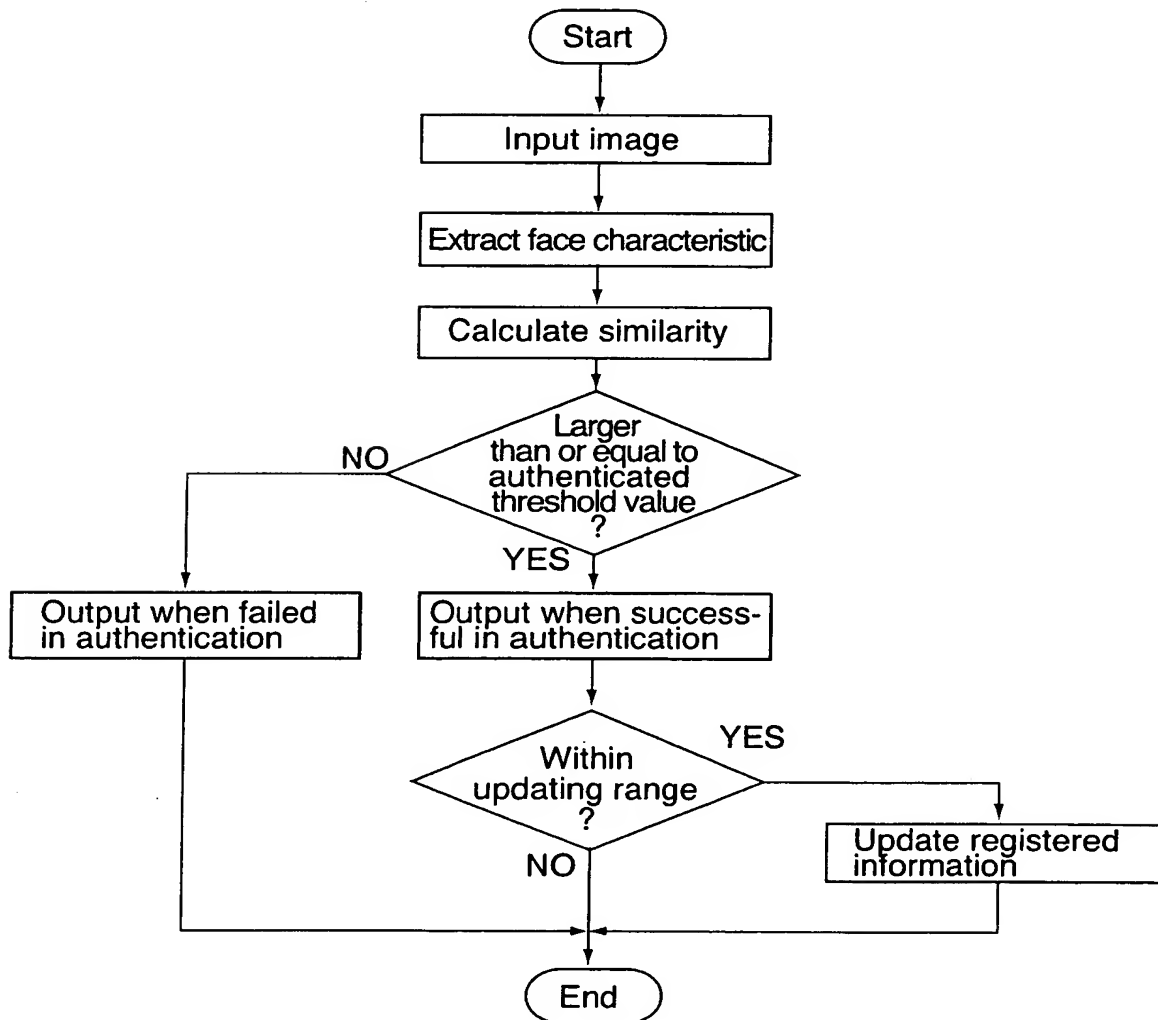 Start
Input image
Extract face characteristic
Calculate similarity
Larger
than or equal to
authenticated
threshold value
?
NO
YES
Output when failed
in authentication
Output when success-
ful in authentication
Within
updating range
?
YES
NO
Update registered
information
End